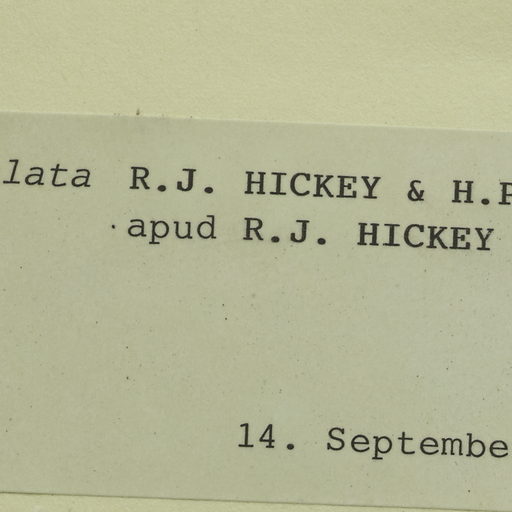 lata R.J. HICKEY & H.P
apud R.J. HICKEY
14. Septembe